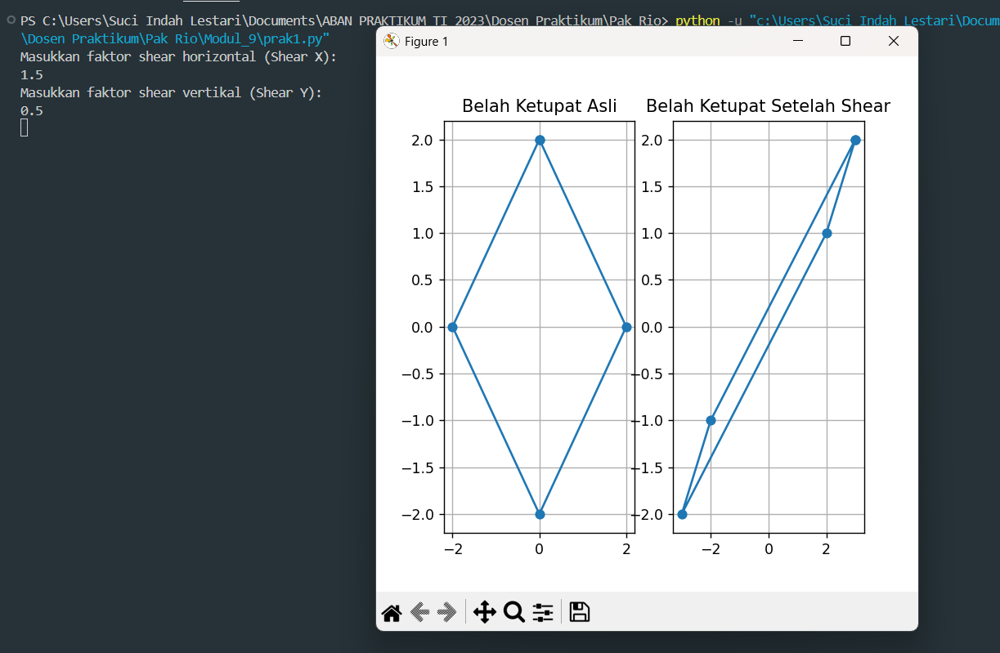 PS C:\Users\Suci Indah Lestari\Documents\ABAN PRAKTIKUM TI 2023\Dosen Praktikum\Pak Rio> python -u "c:\Users\Suci Indah Lestari\Docum
\Dosen Praktikum\Pak Rio\Modul_9\prak1.py"
Masukkan faktor shear horizontal (Shear X):
1.5
Masukkan faktor shear vertikal (Shear Y):
0.5
Figure 1
Belah Ketupat Asli
2.0
1.5
1.0
0.5
0.0
−0.5
−1.0
−1.5
−2.0
−2 0 2
Belah Ketupat Setelah Shear
2.0
1.5
1.0
0.5
0.0
−0.5
−1.0
−1.5
−2.0
−2 0 2